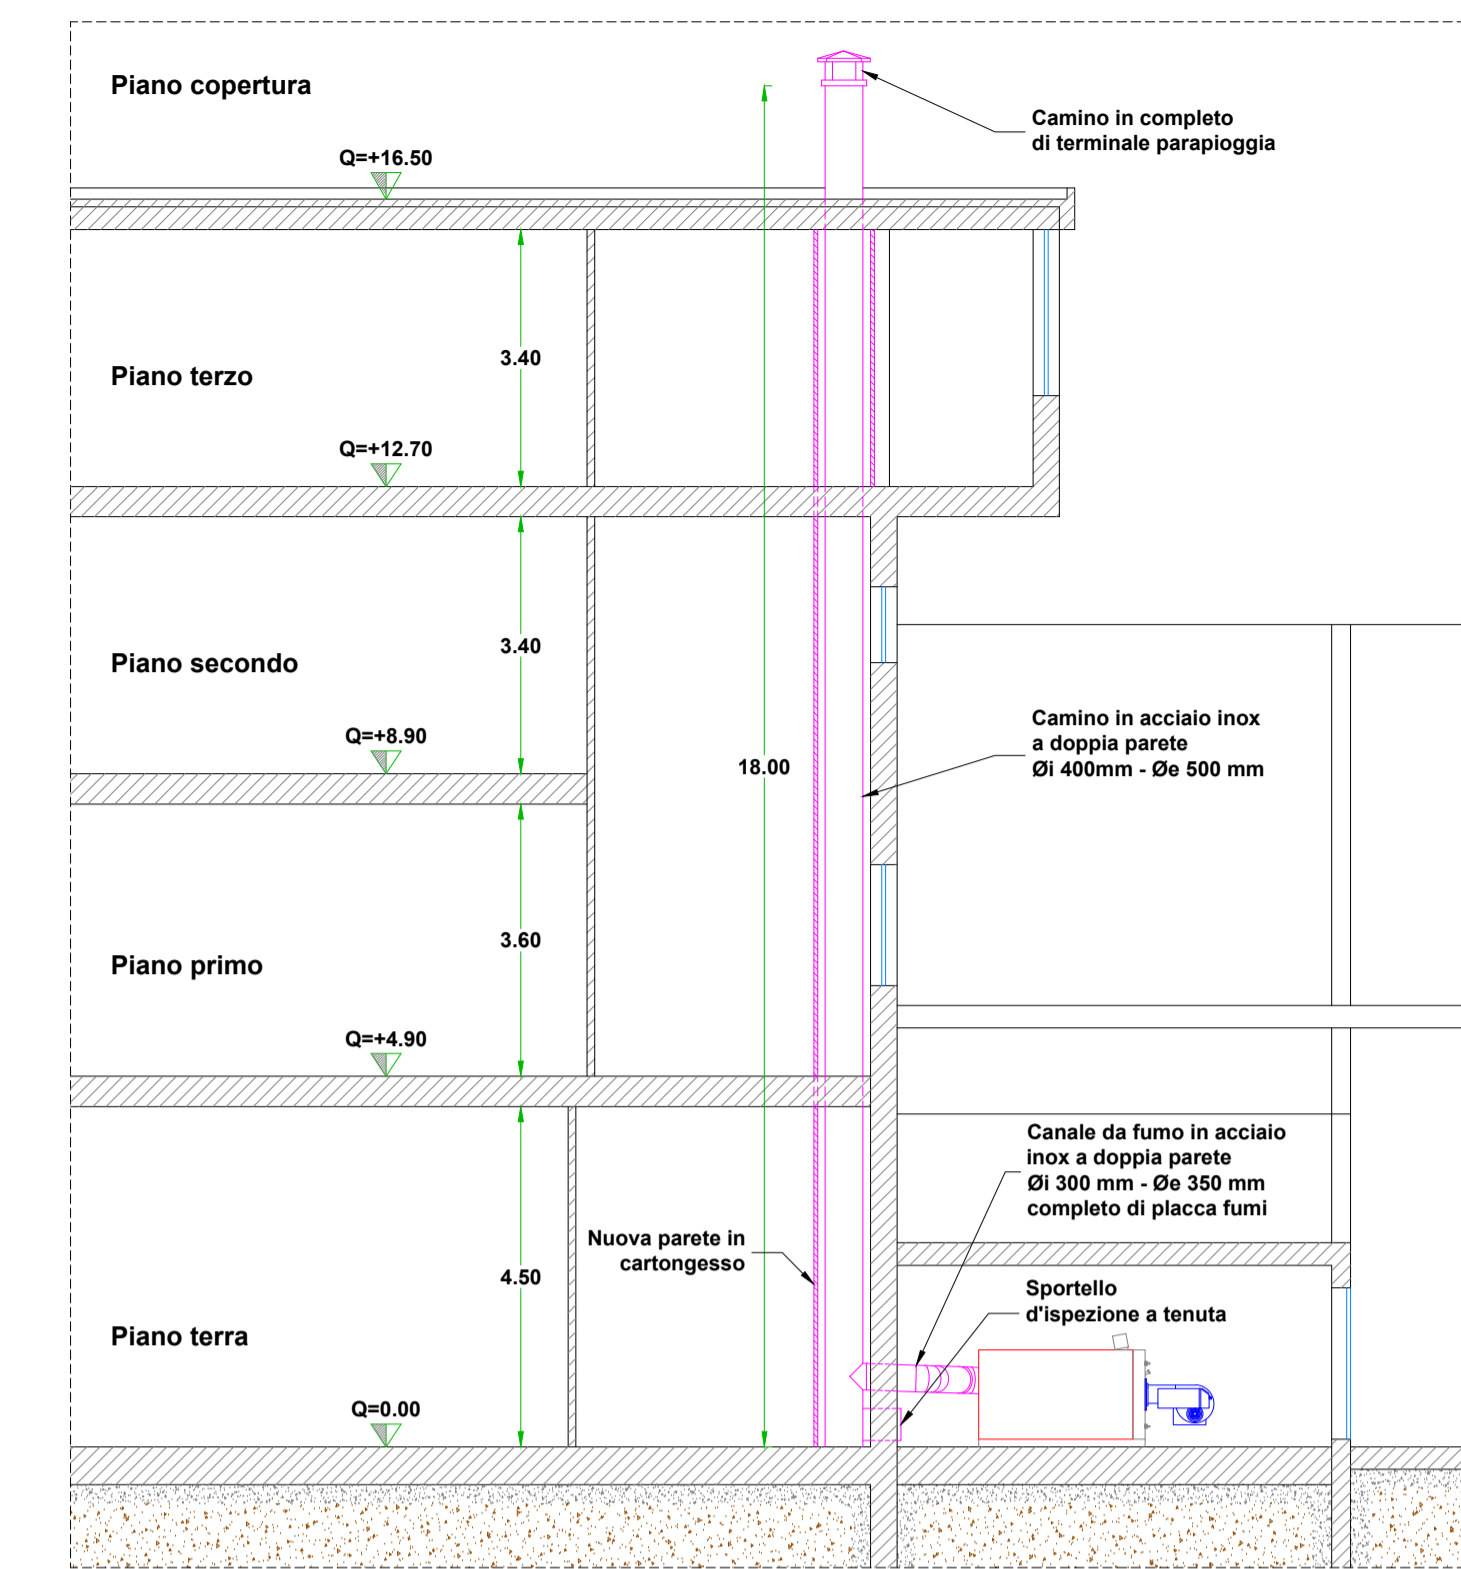 Piano copertura
Camino in completo
di terminale parapioggia
Q=+16.50
3.40
Piano terzo
Q=+12.70
3.40
Piano secondo
Q=+8.90
18.00
Camino in acciaio inox
a doppia parete
Øi 400mm - Øe 500 mm
3.60
Piano primo
Q=+4.90
Canale da fumo in acciaio
inox a doppia parete
Øi 300 mm - Øe 350 mm
completo di placca fumi
Nuova parete in
cartongesso
4.50
Sportello
d'ispezione a tenuta
Piano terra
Q=0.00